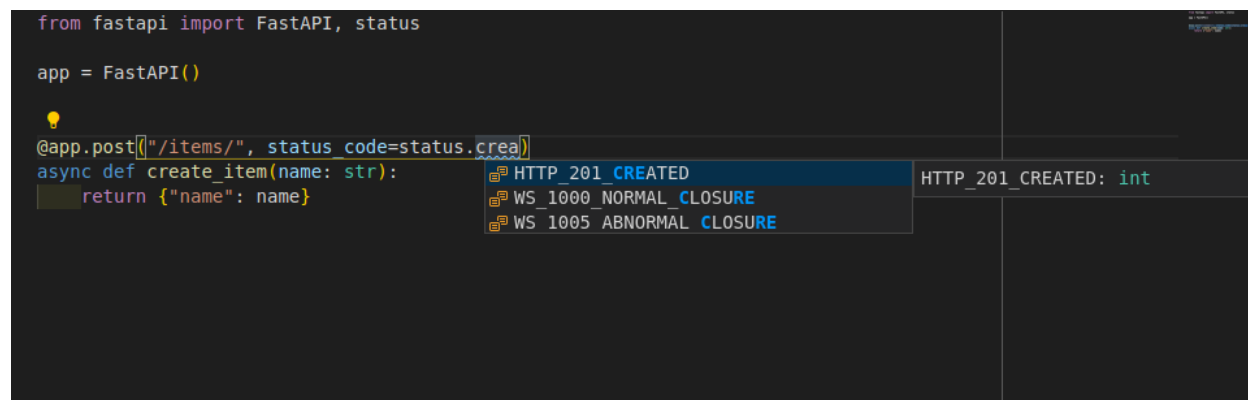 from fastapi import FastAPI, status
app = FastAPI()
@app.post("/items/", status_code=status.crea)
async def create_item(name: str):
return {"name": name}
HTTP_201_CREATED
WS_1000_NORMAL_CLOSURE
WS_1005_ABNORMAL_CLOSURE
HTTP_201_CREATED: int